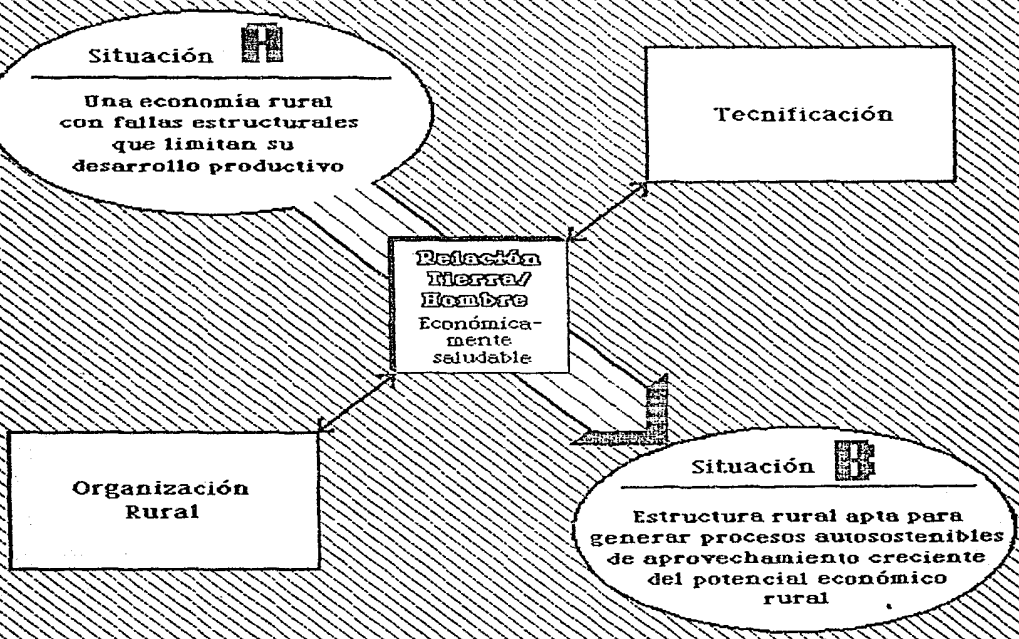 Situación A
Una economía rural
con fallas estructurales
que limitan su
desarrollo productivo
Tecnificación
Relación
Tierra/
Hombre
Económica-
mente
saludable
Organización
Rural
Situación B
Estructura rural apta para
generar procesos autosostenibles
de aprovechamiento creciente
del potencial económico
rural